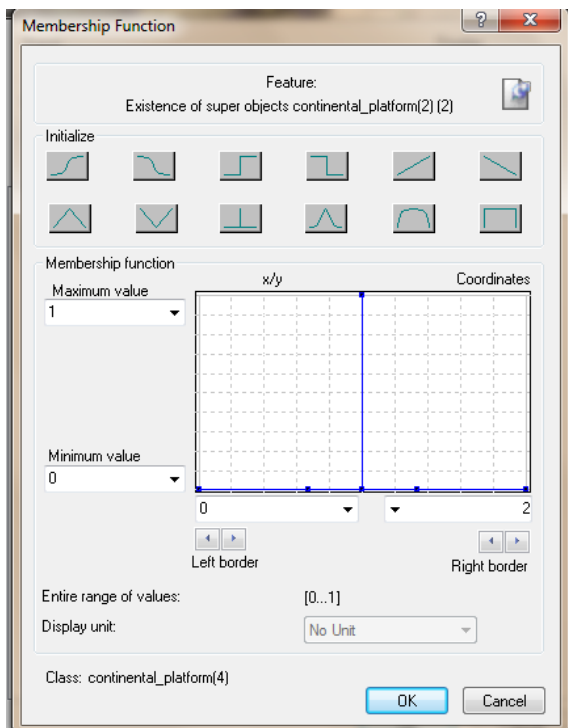 Membership Function
Feature:
Existence of super objects continental_platform(2) (2)
Initialize
Membership function
x/y
Coordinates
Maximum value
1
Minimum value
0
0
2
Left border
Right border
Entire range of values:
[0...1]
Display unit:
No Unit
Class: continental_platform(4)
OK
Cancel